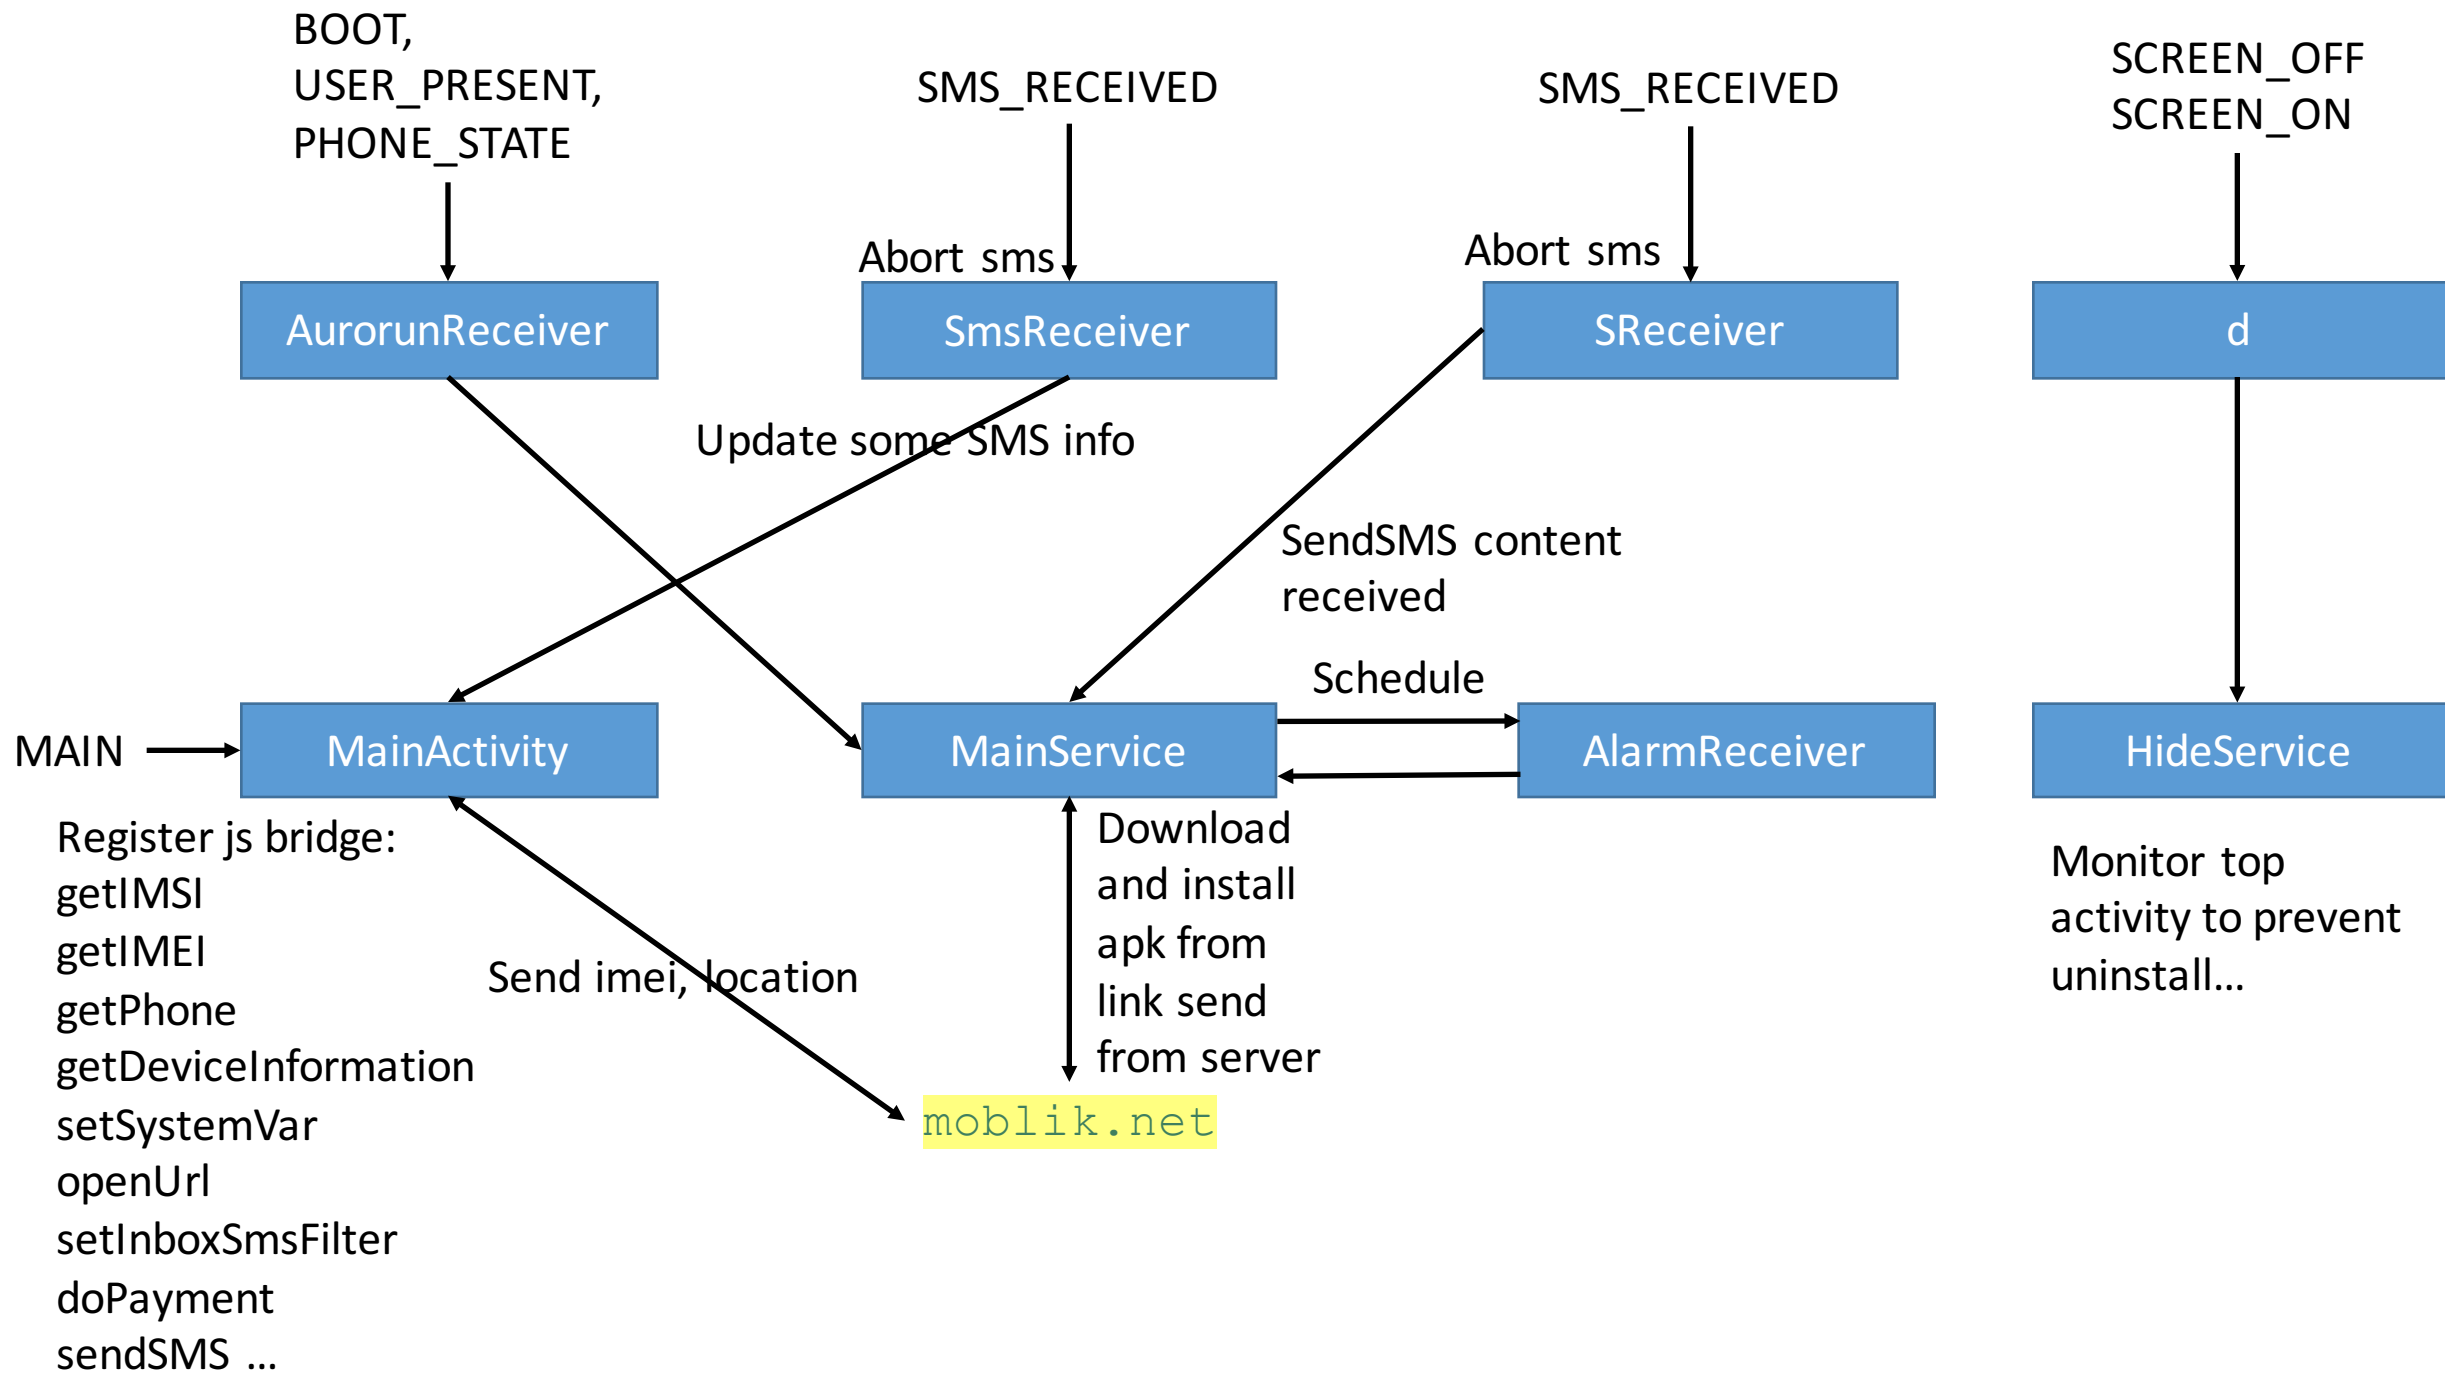 BOOT,
USER_PRESENT,
PHONE_STATE
SMS_RECEIVED
SMS_RECEIVED
SCREEN_OFF
SCREEN_ON
Abort sms
Abort sms
AurorunReceiver
SmsReceiver
SReceiver
d
Update some SMS info
SendSMS content
received
Schedule
MAIN
MainActivity
MainService
AlarmReceiver
HideService
Register js bridge:
getIMSI
getIMEI
getPhone
getDeviceInformation
setSystemVar
openUrl
setInboxSmsFilter
doPayment
sendSMS ...
Send imei, location
Download
and install
apk from
link send
from server
moblik.net
Monitor top
activity to prevent
uninstall...